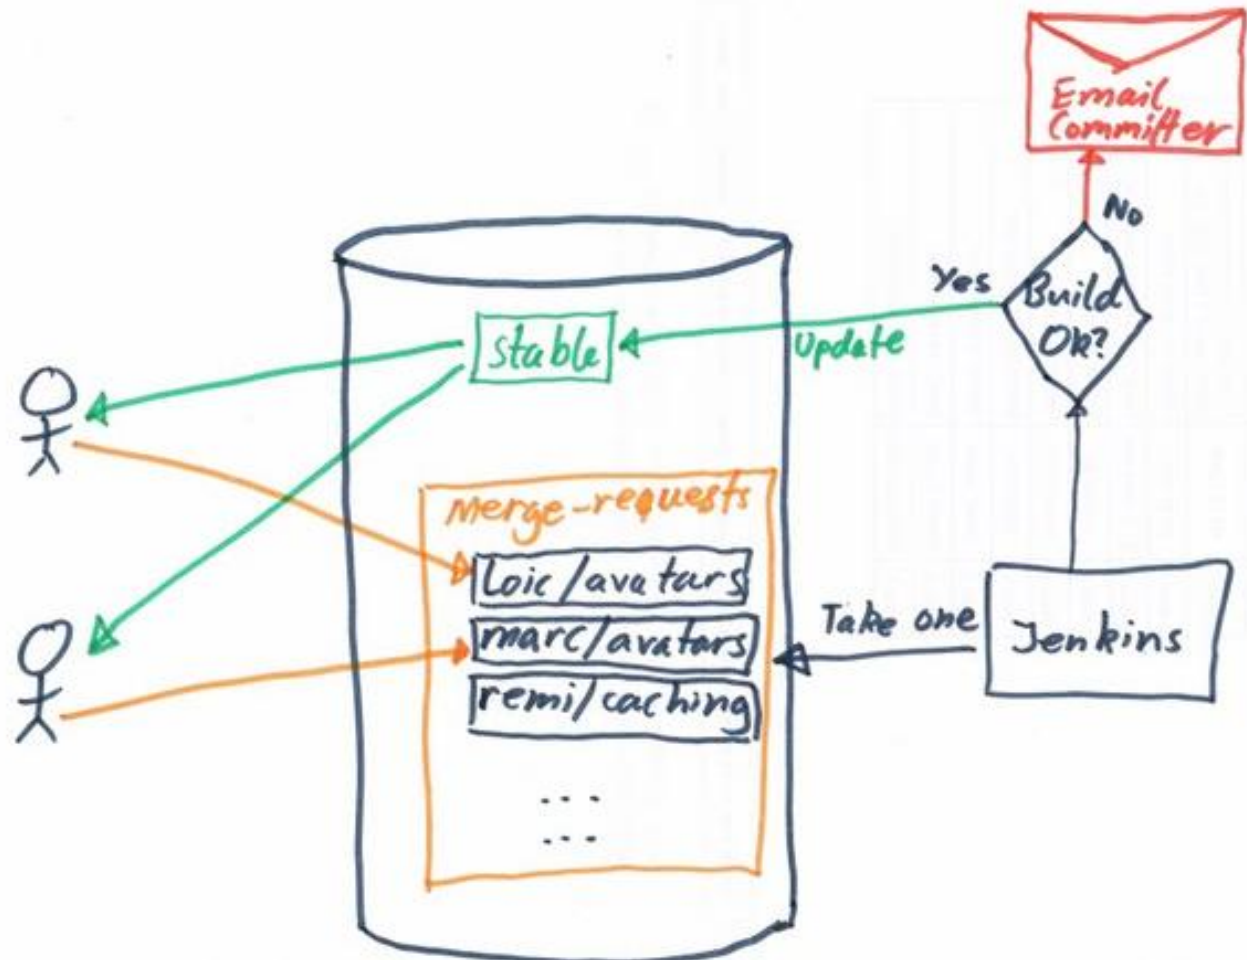 Email
Committer
No
Yes
Build
Ok?
stable
update
merge-requests
Loic/avatars
marc/avatars
remi/caching
...
...
Take one
Jenkins